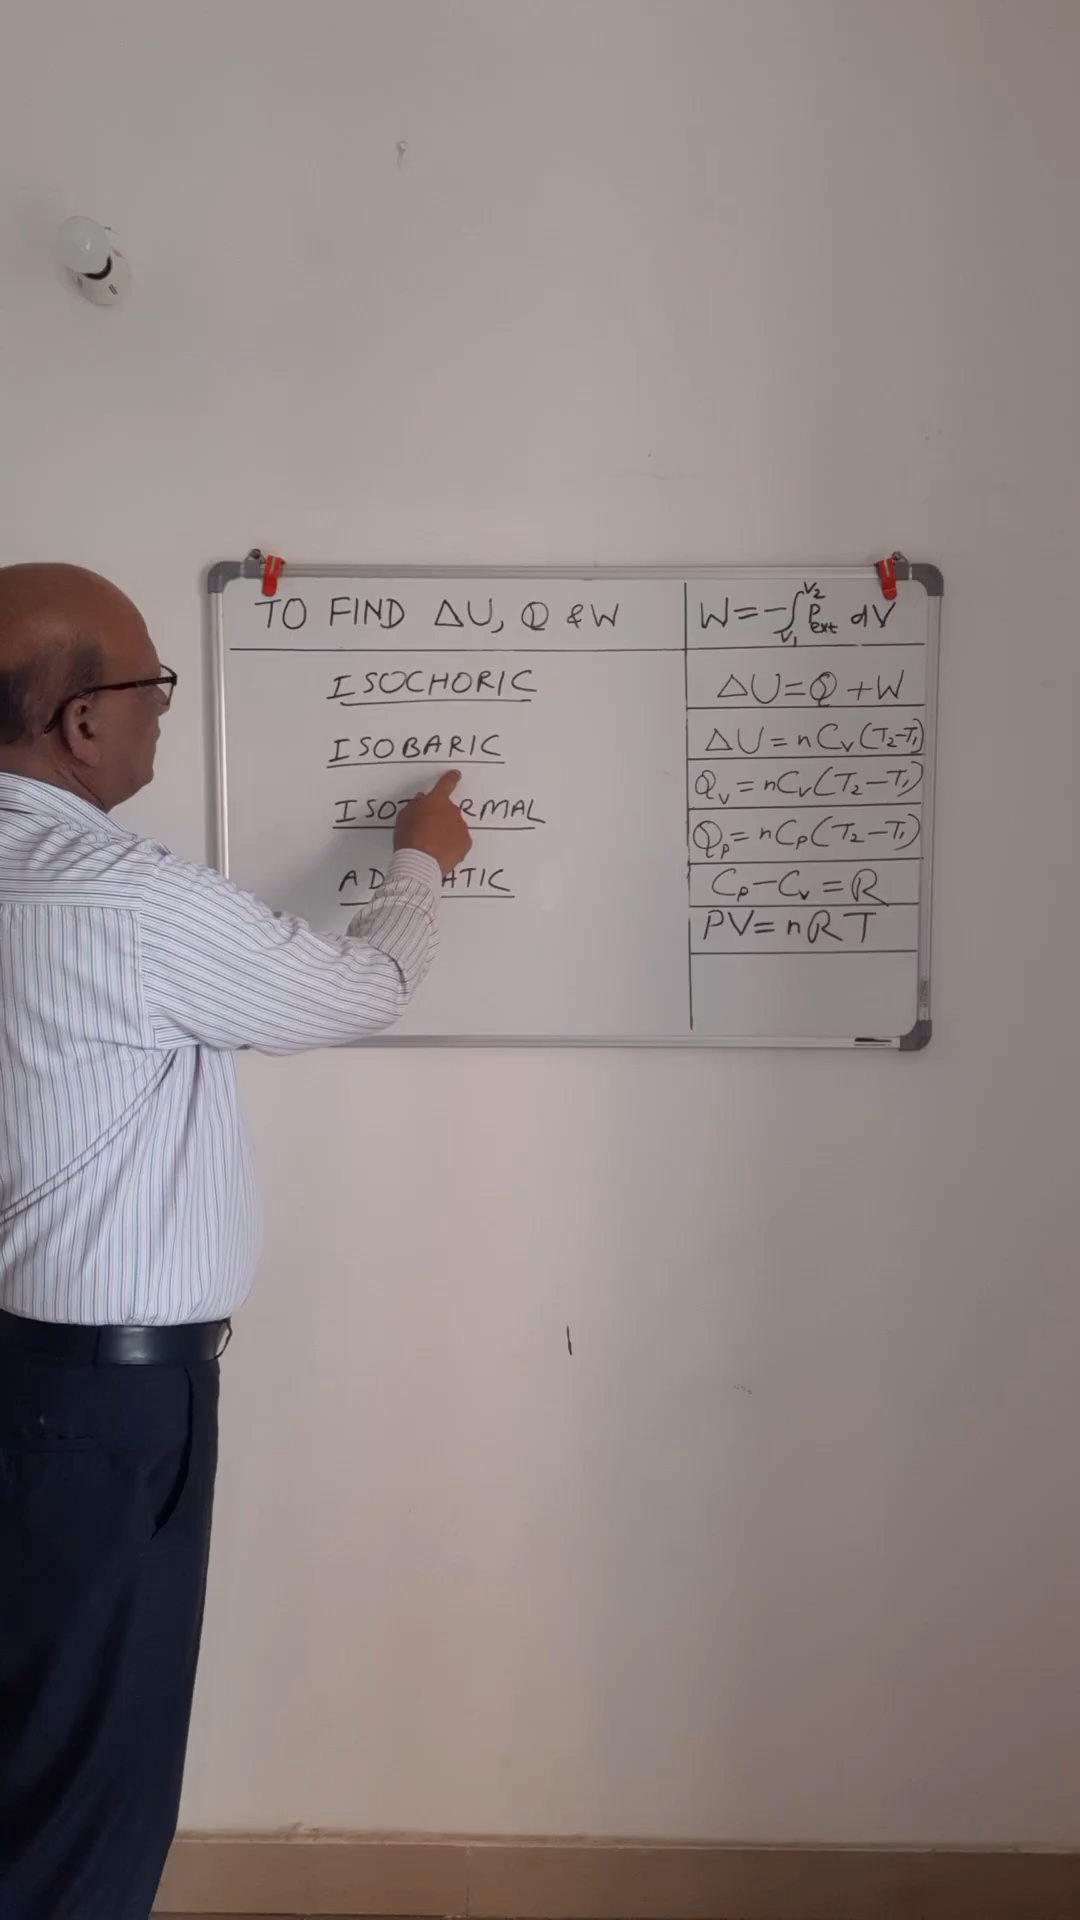 TO FIND ΔU, Q & W
ISOCHORIC
ISOBARIC
W = -∫V₁V₂ Pext dV
ΔU = Q + W
ΔU = nCv(T₂-T₁)
Qv = nCv(T₂-T₁)
Qp = nCp(T₂-T₁)
Cp - Cv = R
PV = nRT